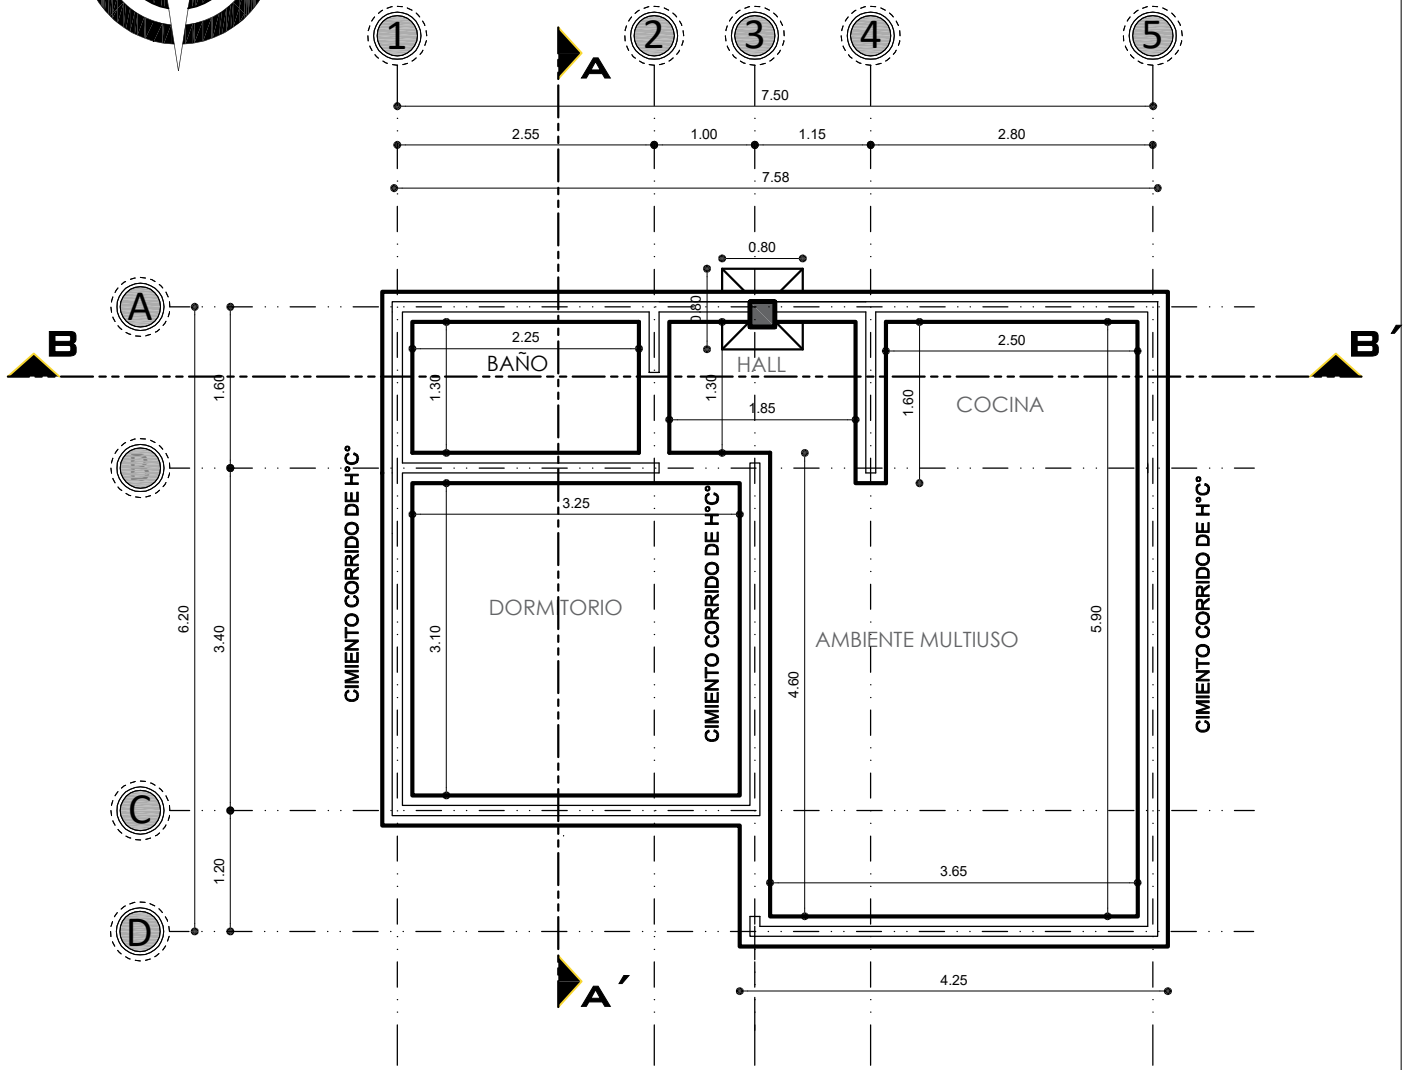 1 2 3 4 5
A
7.50
2.55 1.00 1.15 2.80
7.58
0.80
0.80
A
B
B´
2.25
BAÑO
HALL
2.50
1.60
1.30
1.30
1.85
1.60
COCINA
B
3.25
CIMIENTO CORRIDO DE H°C°
CIMIENTO CORRIDO DE H°C°
CIMIENTO CORRIDO DE H°C°
DORMITORIO
AMBIENTE MULTIUSO
6.20
3.40
3.10
4.60
5.90
C
1.20
3.65
D
4.25
A´